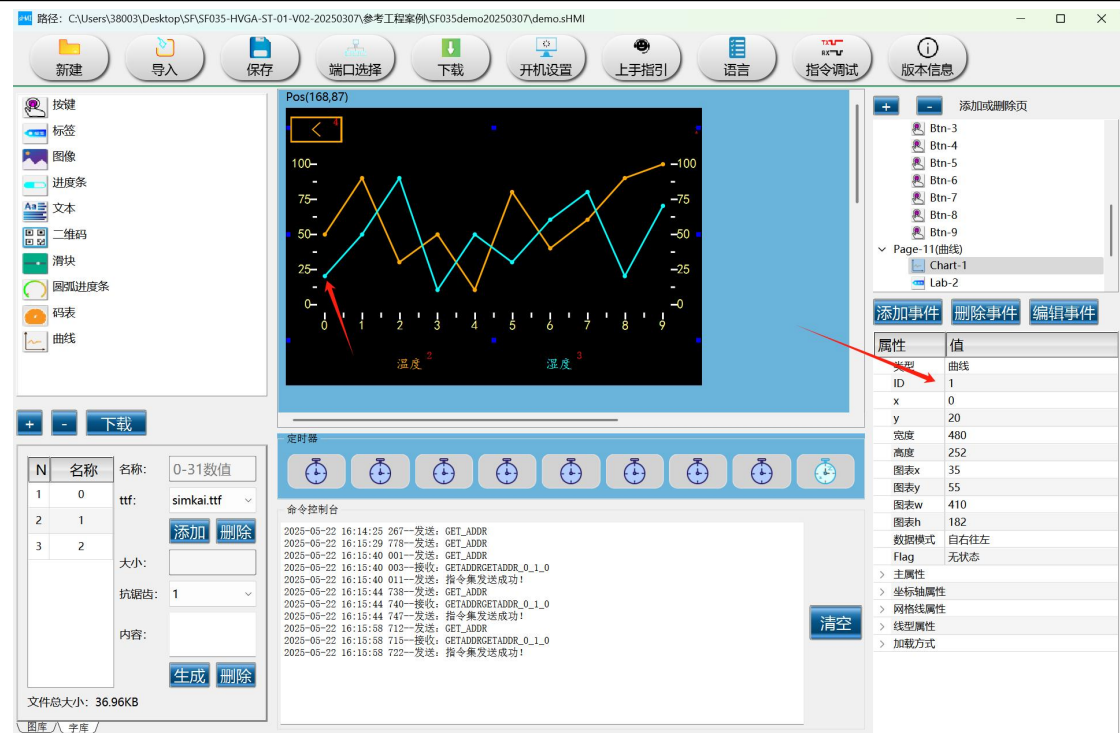 sHMI 路径: C:\Users\38003\Desktop\SF\SF035-HVGA-ST-01-V02-20250307\参考工程案例\SF035demo20250307\demo.sHMI
新建 导入 保存 端口选择 下载 开机设置 上手指引 语言 指令调试 版本信息
TX
RX
按键
标签
图像
进度条
Aa
文本
二维码
滑块
圆弧进度条
码表
曲线
Pos(168,87)
< 4
100 100
75 75
50 50
25 25
0 0
0 1 2 3 4 5 6 7 8 9
温度 2 湿度 3
+ - 添加或删除页
Btn-3
Btn-4
Btn-5
Btn-6
Btn-7
Btn-8
Btn-9
Page-11(曲线)
Chart-1
Lab-2
添加事件 删除事件 编辑事件
属性 值
类型 曲线
ID 1
x 0
y 20
宽度 480
高度 252
图表x 35
图表y 55
图表w 410
图表h 182
数据模式 自右往左
Flag 无状态
主属性
坐标轴属性
网格线属性
线型属性
加载方式
+ - 下载
N 名称
1 0
2 1
3 2
名称: 0-31数值
ttf: simkai.ttf
添加 删除
大小:
抗锯齿: 1
内容:
生成 删除
文件总大小: 36.96KB
图库 字库
定时器
命令控制台
2025-05-22 16:14:25 267--发送: GET_ADDR
2025-05-22 16:15:29 778--发送: GET_ADDR
2025-05-22 16:15:40 001--发送: GET_ADDR
2025-05-22 16:15:40 003--接收: GETADDRGETADDR_0_1_0
2025-05-22 16:15:40 011--发送: 指令集发送成功!
2025-05-22 16:15:44 738--发送: GET_ADDR
2025-05-22 16:15:44 740--接收: GETADDRGETADDR_0_1_0
2025-05-22 16:15:44 747--发送: 指令集发送成功!
2025-05-22 16:15:58 712--发送: GET_ADDR
2025-05-22 16:15:58 715--接收: GETADDRGETADDR_0_1_0
2025-05-22 16:15:58 722--发送: 指令集发送成功!
清空